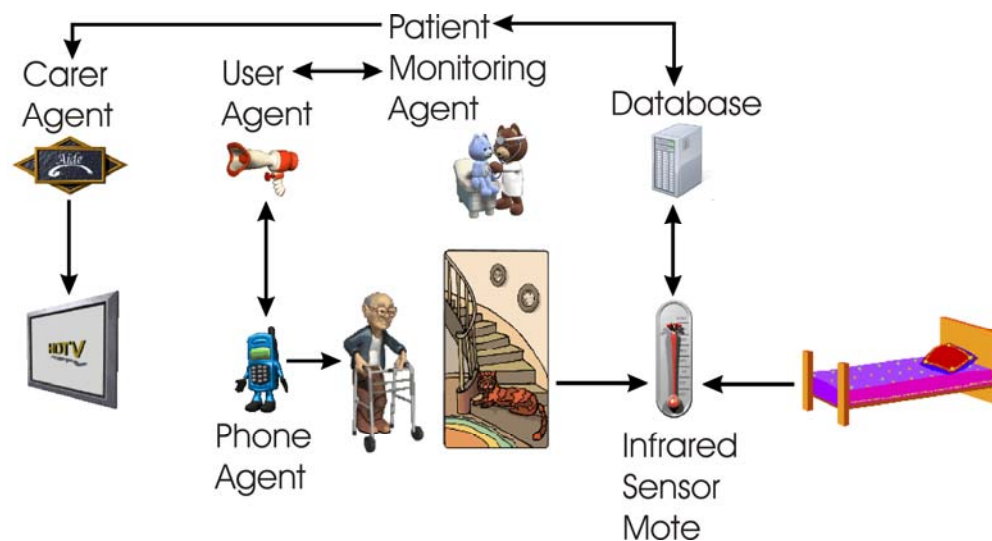 Patient
Monitoring
Agent
Carer
Agent
User
Agent
Database
Aide
HDTV
Phone
Agent
Infrared
Sensor
Mote